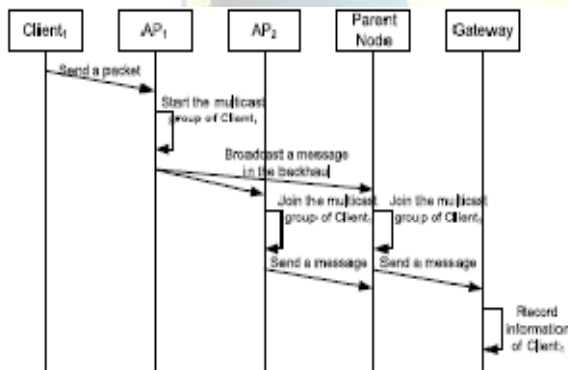 Client₁
AP₁
AP₂
Parent
Node
Gateway
Send a packet
Start the multicast
group of Client₁
Broadcast a message
in the backhaul
Join the multicast
group of Client₁
Join the multicast
group of Client₁
Send a message
Send a message
Record
information
of Client₁